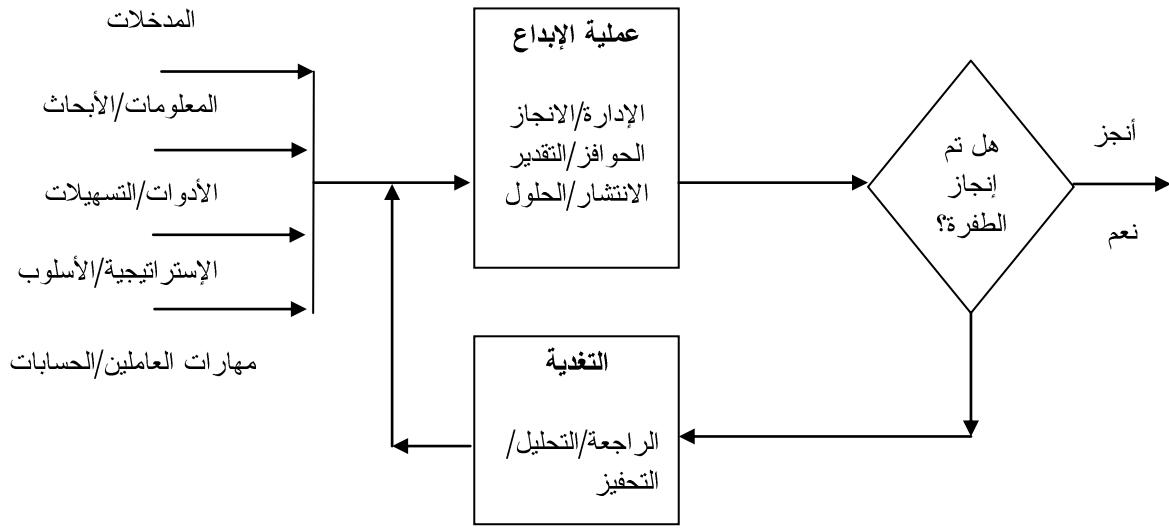 المدخلات
المعلومات/الأبحاث
الأدوات/التسهيلات
الإستراتيجية/الأسلوب
مهارات العاملين/الحسابات
عملية الإبداع
الإدارة/الانجاز
الحوافز/التقدير
الانتشار/الحلول
هل تم
إنجاز
الطفرة؟
أنجز
نعم
التغدية
الراجعة/التحليل/
التحفيز